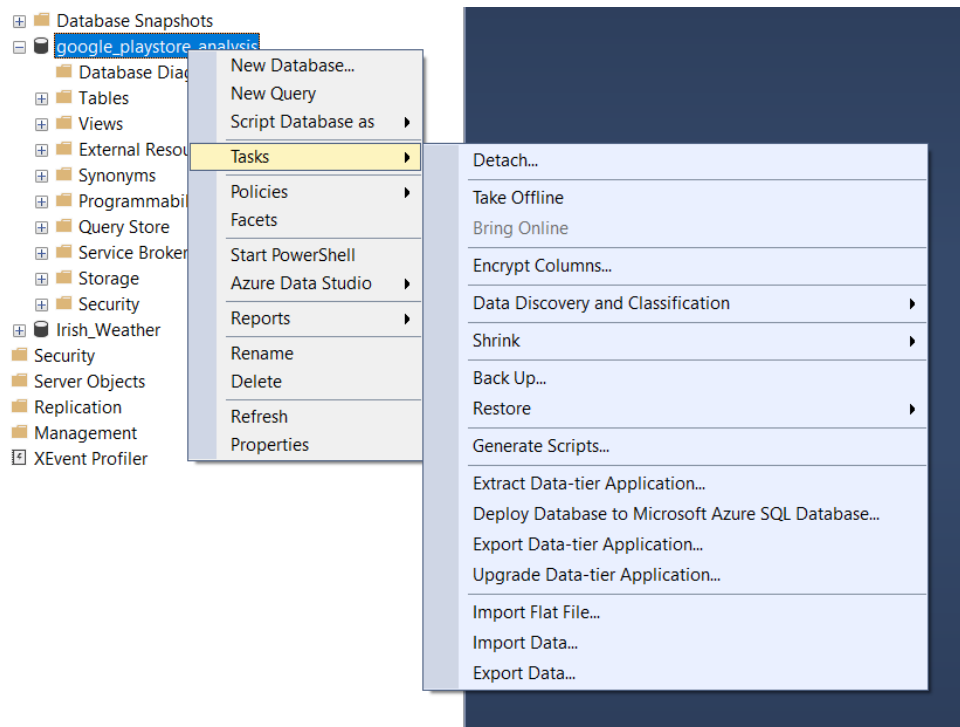 Database Snapshots
google_playstore_analysis
Database Diag
Tables
Views
External Resou
Synonyms
Programmabil
Query Store
Service Broker
Storage
Security
Irish_Weather
Security
Server Objects
Replication
Management
XEvent Profiler
New Database...
New Query
Script Database as
Tasks
Policies
Facets
Start PowerShell
Azure Data Studio
Reports
Rename
Delete
Refresh
Properties
Detach...
Take Offline
Bring Online
Encrypt Columns...
Data Discovery and Classification
Shrink
Back Up...
Restore
Generate Scripts...
Extract Data-tier Application...
Deploy Database to Microsoft Azure SQL Database...
Export Data-tier Application...
Upgrade Data-tier Application...
Import Flat File...
Import Data...
Export Data...